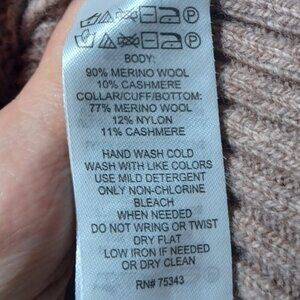 BODY:
90% MERINO WOOL
10% CASHMERE
COLLAR/CUFF/BOTTOM:
77% MERINO WOOL
12% NYLON
11% CASHMERE
HAND WASH COLD
WASH WITH LIKE COLORS
USE MILD DETERGENT
ONLY NON-CHLORINE
BLEACH
WHEN NEEDED
DO NOT WRING OR TWIST
DRY FLAT
LOW IRON IF NEEDED
OR DRY CLEAN
RN# 75343